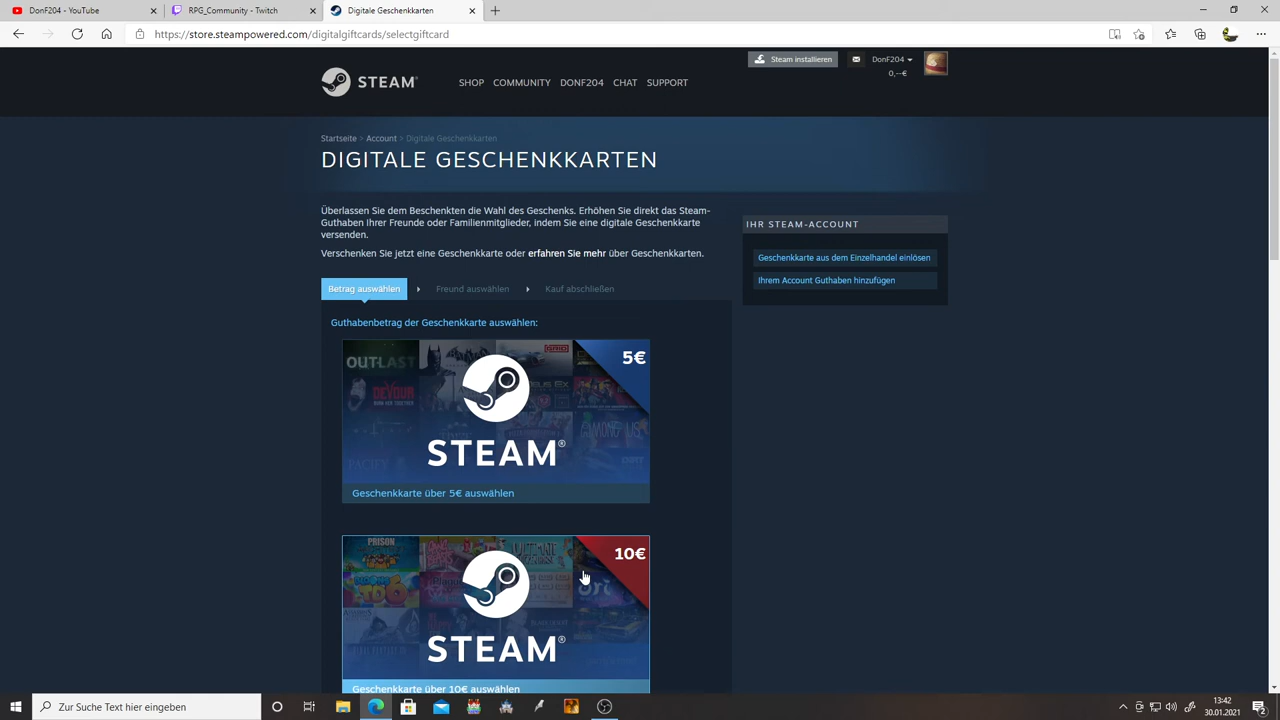 DonF204 - YouTube
RPG_Community - Twitch
Digitale Geschenkkarten
https://store.steampowered.com/digitalgiftcards/selectgiftcard
Steam installieren
DonF204
0,--€
STEAM
SHOP COMMUNITY DONF204 CHAT SUPPORT
Startseite > Account > Digitale Geschenkkarten
DIGITALE GESCHENKKARTEN
Überlassen Sie dem Beschenkten die Wahl des Geschenks. Erhöhen Sie direkt das Steam-
Guthaben ihrer Freunde oder Familienmitglieder, indem Sie eine digitale Geschenkkarte
versenden.
Verschenken Sie jetzt eine Geschenkkarte oder erfahren Sie mehr über Geschenkkarten.
IHR STEAM-ACCOUNT
Geschenkkarte aus dem Einzelhandel einlösen
Ihrem Account Guthaben hinzufügen
Betrag auswählen
Freund auswählen
Kauf abschließen
Guthabenbetrag der Geschenkkarte auswählen:
5€
OUTLAST
DEVOUR
AMONG US
STEAM®
Geschenkkarte über 5€ auswählen
10€
PRISON
ori
STEAM®
Geschenkkarte über 10€ auswählen
Zur Suche Text hier eingeben
13:42
30.01.2021